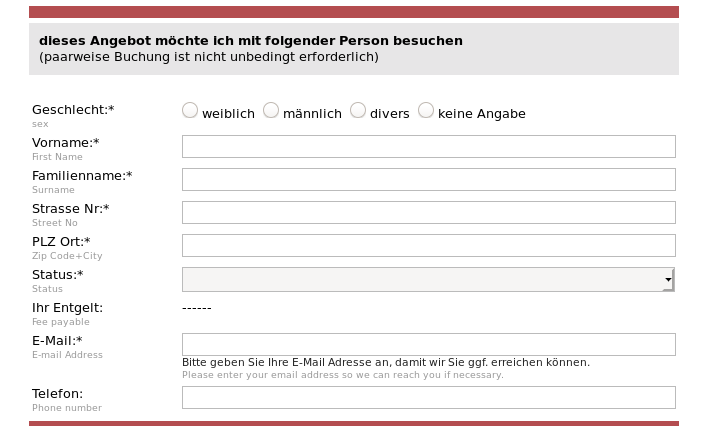 dieses Angebot möchte ich mit folgender Person besuchen
(paarweise Buchung ist nicht unbedingt erforderlich)
Geschlecht:* weiblich männlich divers keine Angabe
sex
Vorname:*
First Name
Familienname:*
Surname
Strasse Nr:*
Street No
PLZ Ort:*
Zip Code+City
Status:*
Status
Ihr Entgelt: ------
Fee payable
E-Mail:*
E-mail Address
Bitte geben Sie Ihre E-Mail Adresse an, damit wir Sie ggf. erreichen können.
Please enter your email address so we can reach you if necessary.
Telefon:
Phone number